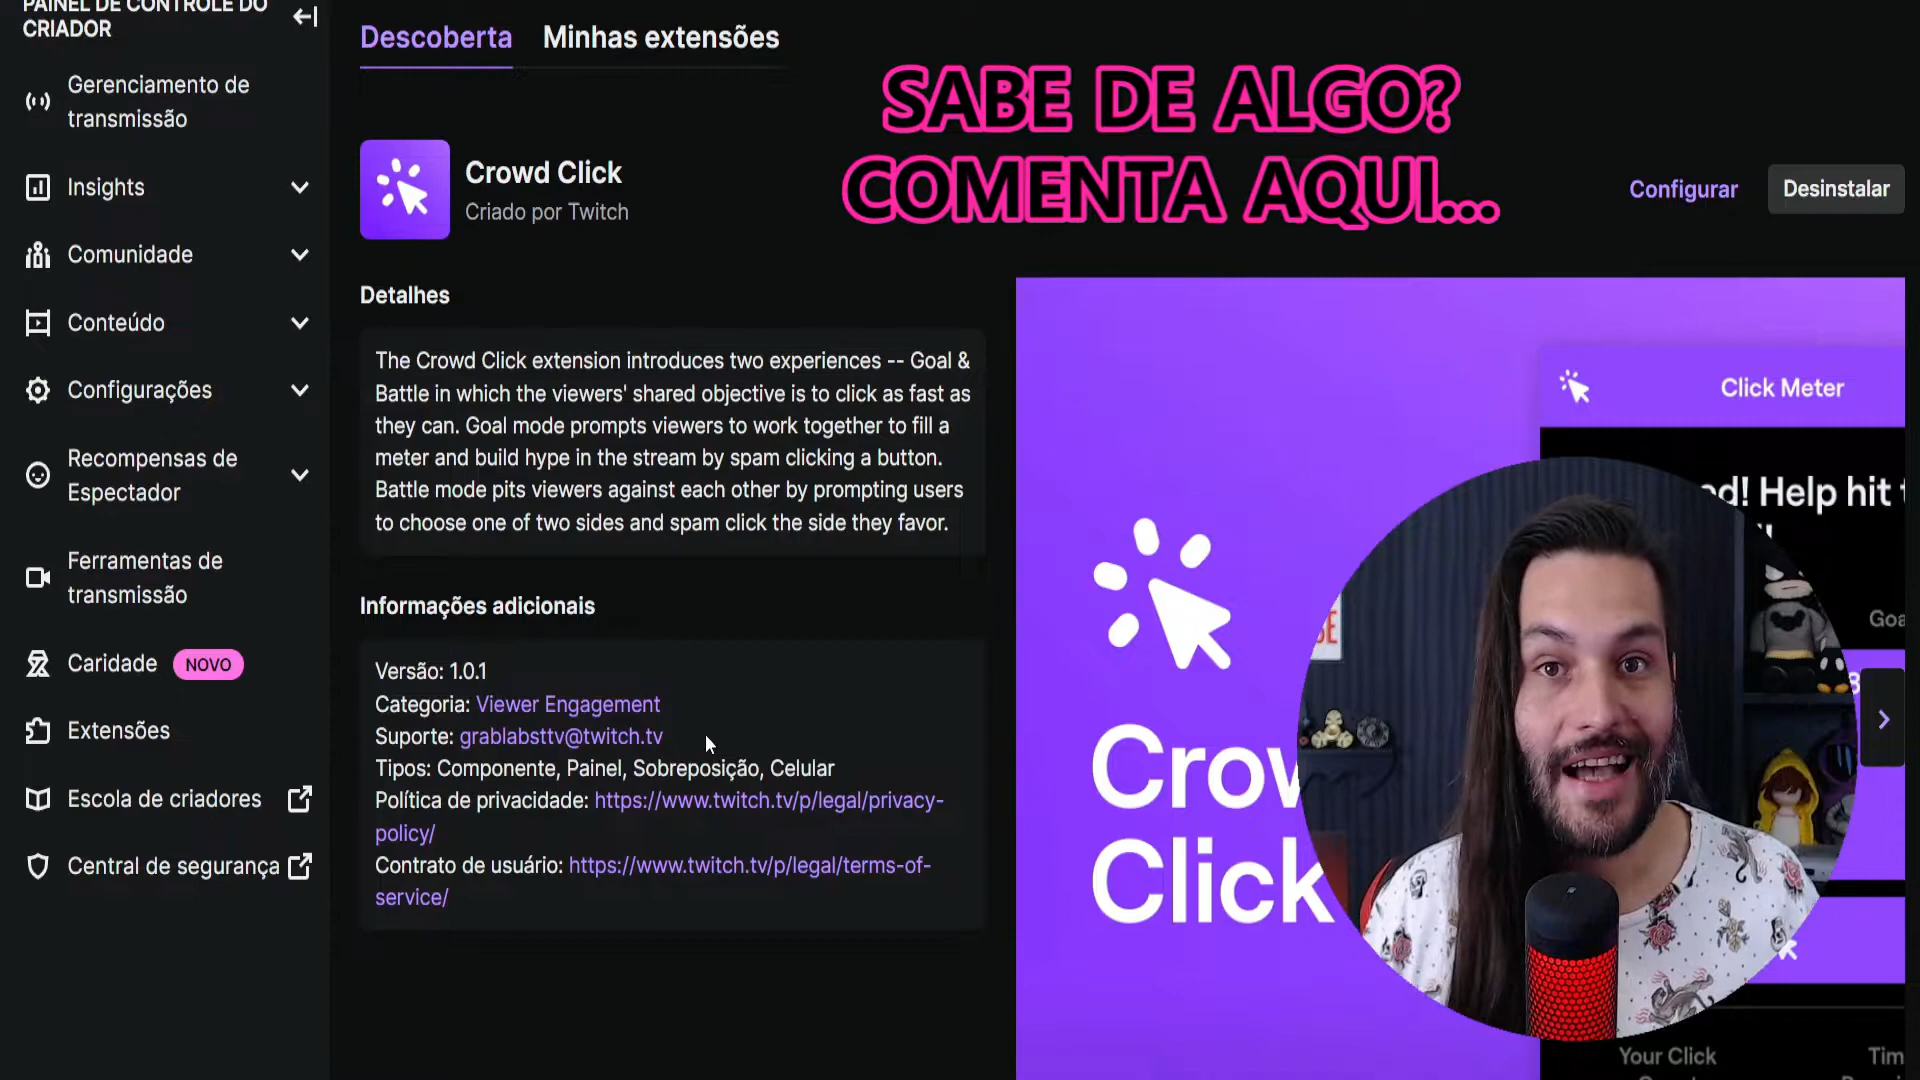 PAINEL DE CONTROLE DO
CRIADOR
Gerenciamento de
transmissão
Insights
Comunidade
Conteúdo
Configurações
Recompensas de
Espectador
Ferramentas de
transmissão
Caridade NOVO
Extensões
Escola de criadores
Central de segurança
Descoberta Minhas extensões
SABE DE ALGO?
COMENTA AQUI...
Crowd Click
Criado por Twitch
Configurar Desinstalar
Detalhes
The Crowd Click extension introduces two experiences -- Goal &
Battle in which the viewers' shared objective is to click as fast as
they can. Goal mode prompts viewers to work together to fill a
meter and build hype in the stream by spam clicking a button.
Battle mode pits viewers against each other by prompting users
to choose one of two sides and spam click the side they favor.
Informações adicionais
Versão: 1.0.1
Categoria: Viewer Engagement
Suporte: grablabsttv@twitch.tv
Tipos: Componente, Painel, Sobreposição, Celular
Política de privacidade: https://www.twitch.tv/p/legal/privacy-
policy/
Contrato de usuário: https://www.twitch.tv/p/legal/terms-of-
service/
Click Meter
Help hit
Crow
Click
Your Click